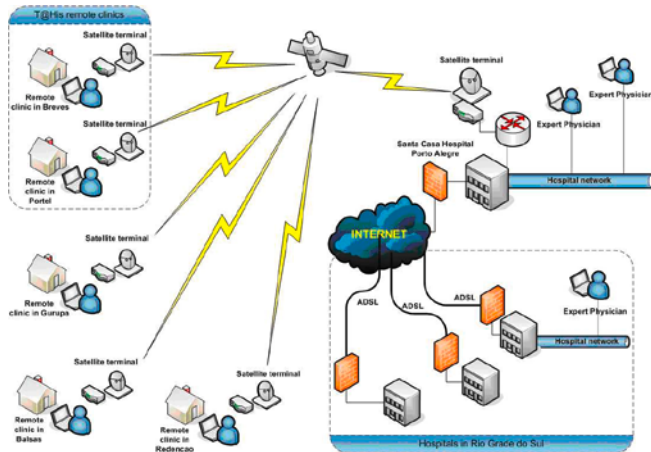 T@His remote clinics
Satellite terminal
Remote
clinic in Breves
Satellite terminal
Remote
clinic in
Portel
Satellite terminal
Remote
clinic in Gurupa
Satellite terminal
Remote
clinic in
Balsas
Satellite terminal
Remote
clinic in
Redencao
Satellite terminal
Expert Physician
Expert Physician
Santa Casa Hospital
Porto Alegre
Hospital network
INTERNET
ADSL
ADSL
ADSL
Expert Physician
Hospital network
Hospitals in Rio Grade do Sul